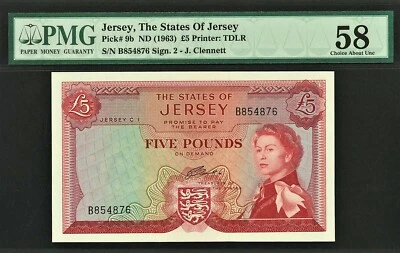 PMG
PAPER MONEY GUARANTY
Jersey, The States Of Jersey
Pick# 9b ND (1963) £5 Printer: TDLR
S/N B854876 Sign. 2 - J. Clennett
58
Choice About Unc
£5
THE STATES OF
JERSEY
£5
JERSEY C.I.
B854876
PROMISE TO PAY
THE BEARER
FIVE POUNDS
ON DEMAND
B854876